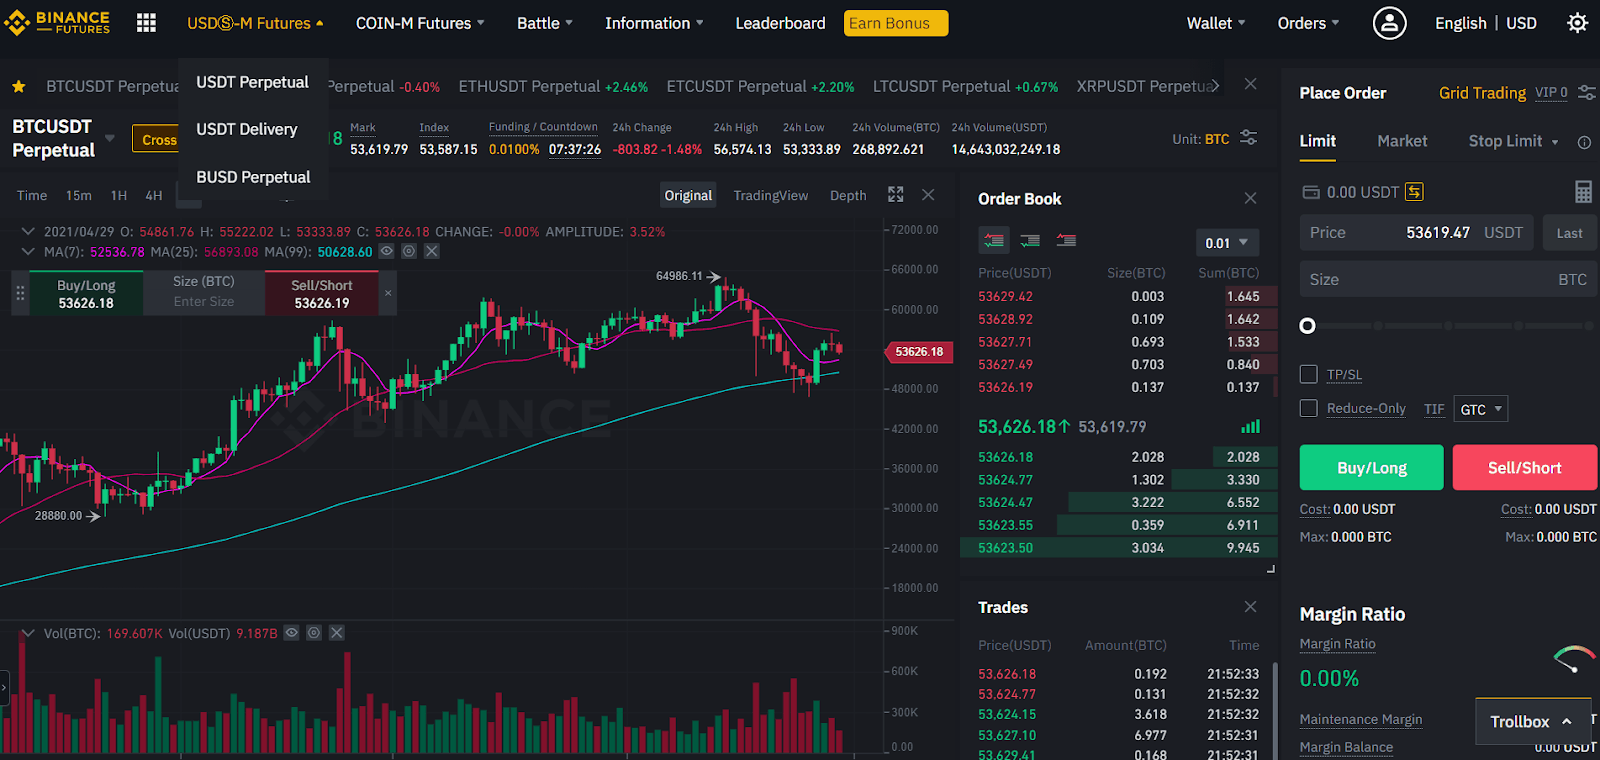 BINANCE
FUTURES
USDⓈ-M Futures
COIN-M Futures
Battle
Information
Leaderboard
Earn Bonus
Wallet
Orders
English | USD
BTCUSDT Perpetua
USDT Perpetual
USDT Delivery
BUSD Perpetual
Perpetual -0.40%
ETHUSDT Perpetual +2.46%
ETCUSDT Perpetual +2.20%
LTCUSDT Perpetual +0.67%
XRPUSDT Perpetua
BTCUSDT
Perpetual
Cross
8
Mark
53,619.79
Index
53,587.15
Funding / Countdown
0.0100% 07:37:26
24h Change
-803.82 -1.48%
24h High
56,574.13
24h Low
53,333.89
24h Volume(BTC)
268,892.621
24h Volume(USDT)
14,643,032,249.18
Unit: BTC
Time 15m 1H 4H
Original TradingView Depth
2021/04/29 O: 54861.76 H: 55222.02 L: 53333.89 C: 53626.18 CHANGE: -0.00% AMPLITUDE: 3.52%
MA(7): 52536.78 MA(25): 56893.08 MA(99): 50628.60
Buy/Long
53626.18
Size (BTC)
Enter Size
Sell/Short
53626.19
64986.11
28880.00
BINANCE
72000.00
66000.00
60000.00
53626.18
48000.00
42000.00
36000.00
30000.00
24000.00
18000.00
Vol(BTC): 169.607K Vol(USDT) 9.187B
900K
600K
300K
0.00
Order Book
0.01
Price(USDT) Size(BTC) Sum(BTC)
53629.42 0.003 1.645
53628.92 0.109 1.642
53627.71 0.693 1.533
53627.49 0.703 0.840
53626.19 0.137 0.137
53,626.18↑ 53,619.79
53626.18 2.028 2.028
53624.77 1.302 3.330
53624.47 3.222 6.552
53623.55 0.359 6.911
53623.50 3.034 9.945
Trades
Price(USDT) Amount(BTC) Time
53,626.18 0.192 21:52:33
53,624.77 0.131 21:52:32
53,624.15 3.618 21:52:32
53,627.10 6.977 21:52:31
53,629.41 0.168 21:52:31
Place Order
Grid Trading VIP 0
Limit Market Stop Limit
0.00 USDT
Price 53619.47 USDT
Last
Size BTC
TP/SL
Reduce-Only TIF GTC
Buy/Long
Sell/Short
Cost: 0.00 USDT
Cost: 0.00 USDT
Max: 0.000 BTC
Max: 0.000 BTC
Margin Ratio
Margin Ratio
0.00%
Maintenance Margin
T
Margin Balance
0.00 USDT
Trollbox